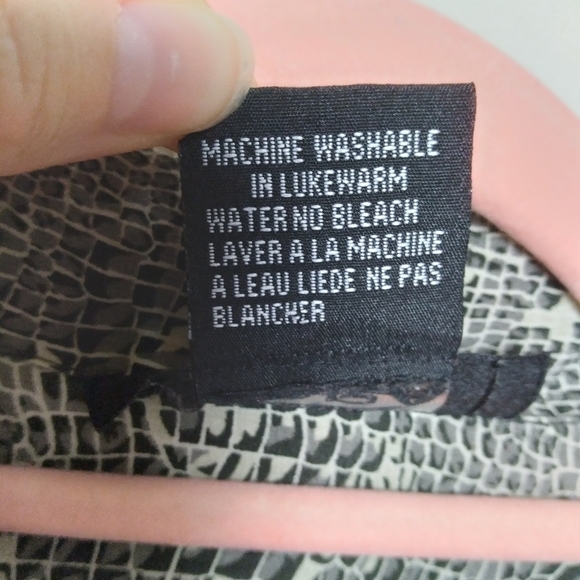 MACHINE WASHABLE
IN LUKEWARM
WATER NO BLEACH
LAVER A LA MACHINE
A LEAU LIEDE NE PAS
BLANCHER